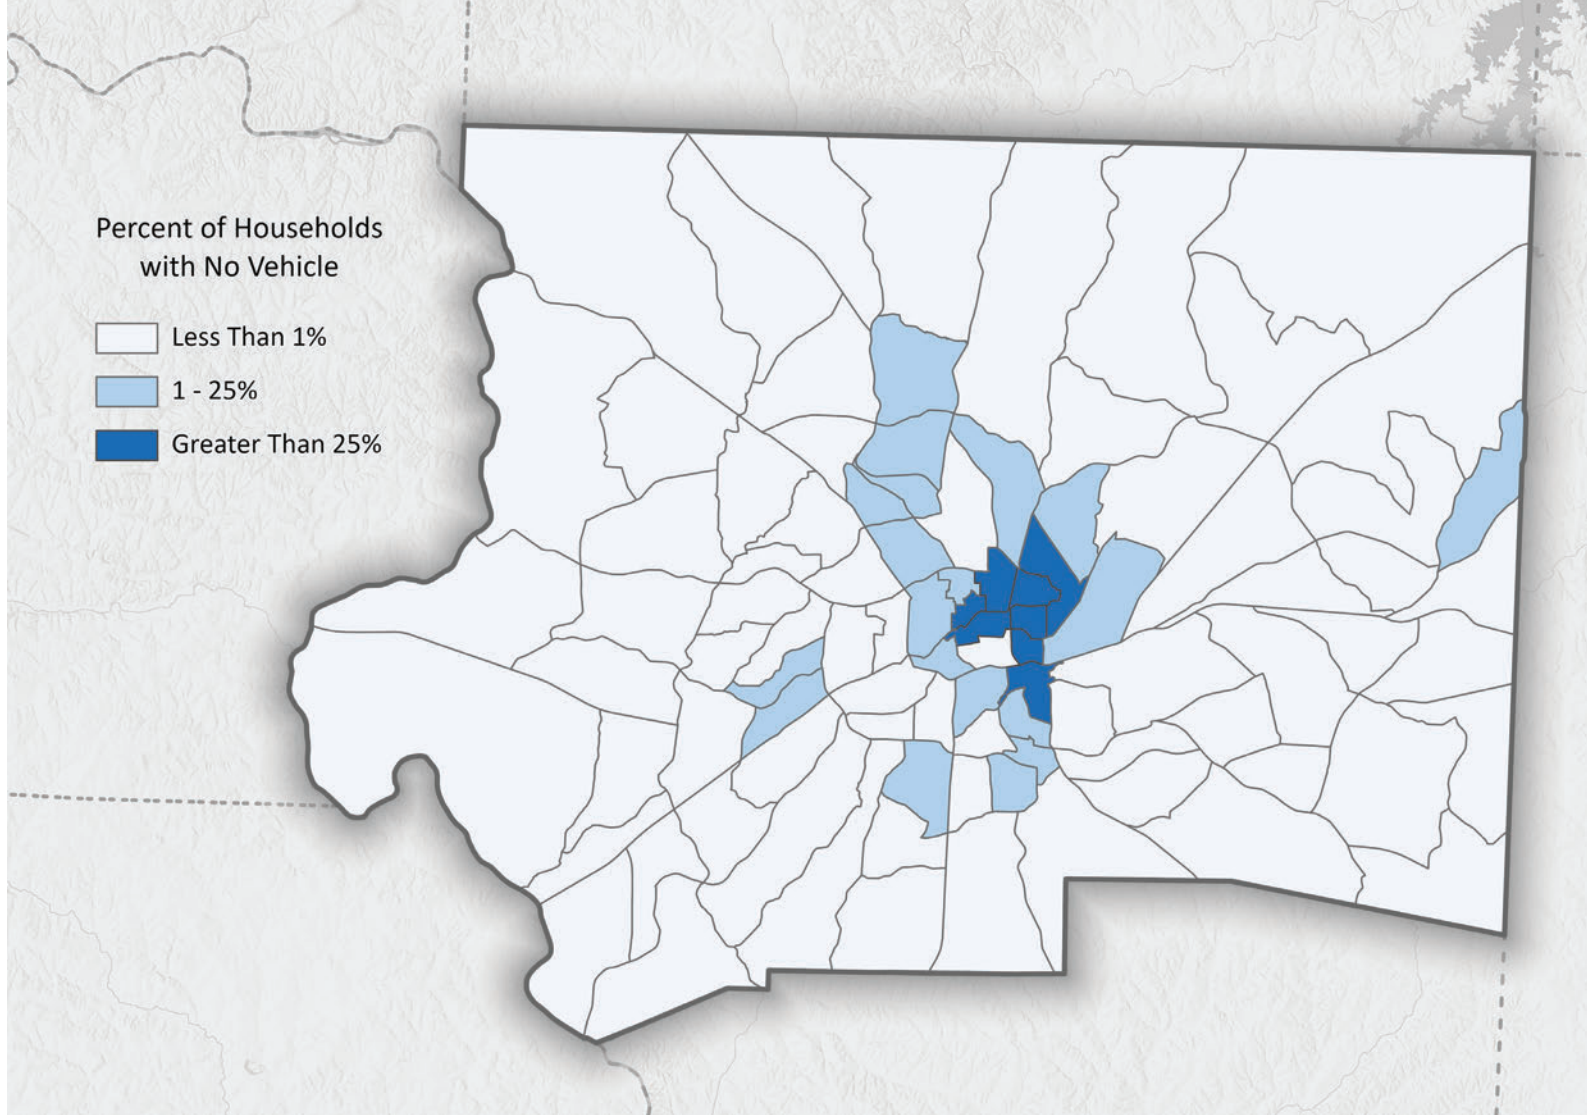 Percent of Households
with No Vehicle
Less Than 1%
1 - 25%
Greater Than 25%